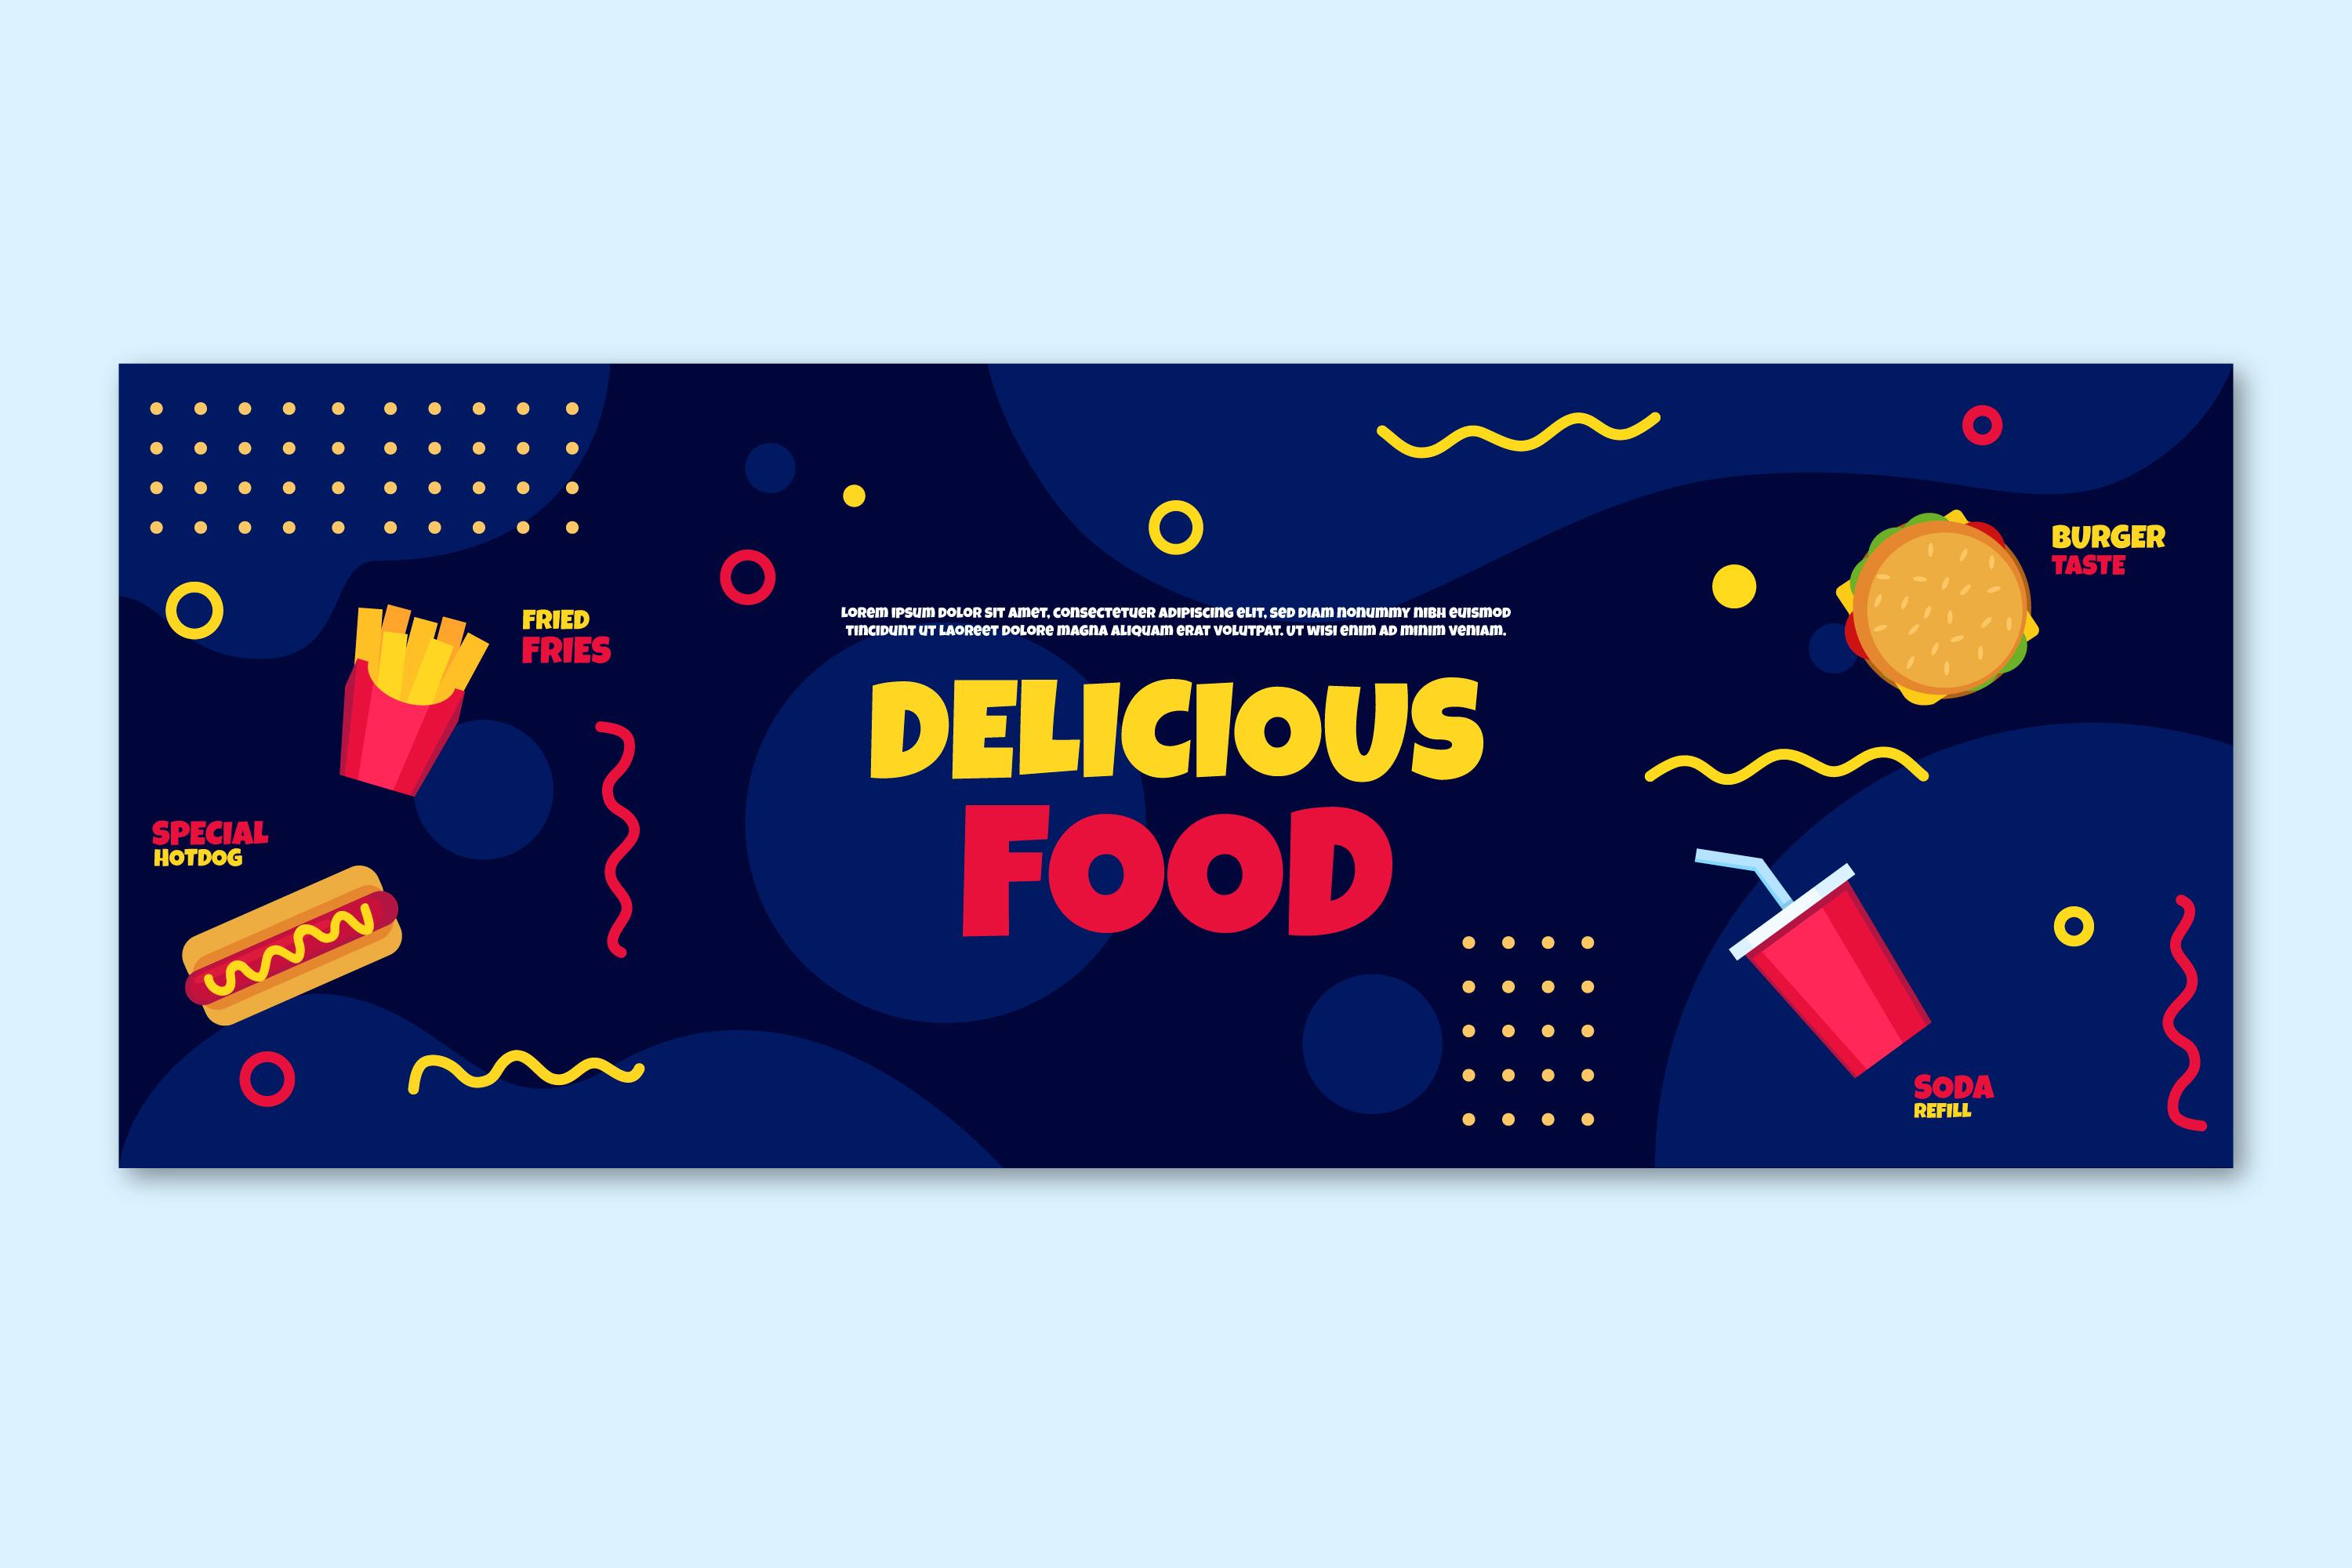 LOREM IPSUM DOLOR SIT AMET, CONSECTETUER ADIPISCING ELIT, SED DIAM NONUMMY NIBH EUISMOD
TINCIDUNT UT LAOREET DOLORE MAGNA ALIQUAM ERAT VOLUTPAT. UT WISI ENIM AD MINIM VENIAM.
DELICIOUS
FOOD
FRIED
FRIES
SPECIAL
HOTDOG
BURGER
TASTE
SODA
REFILL